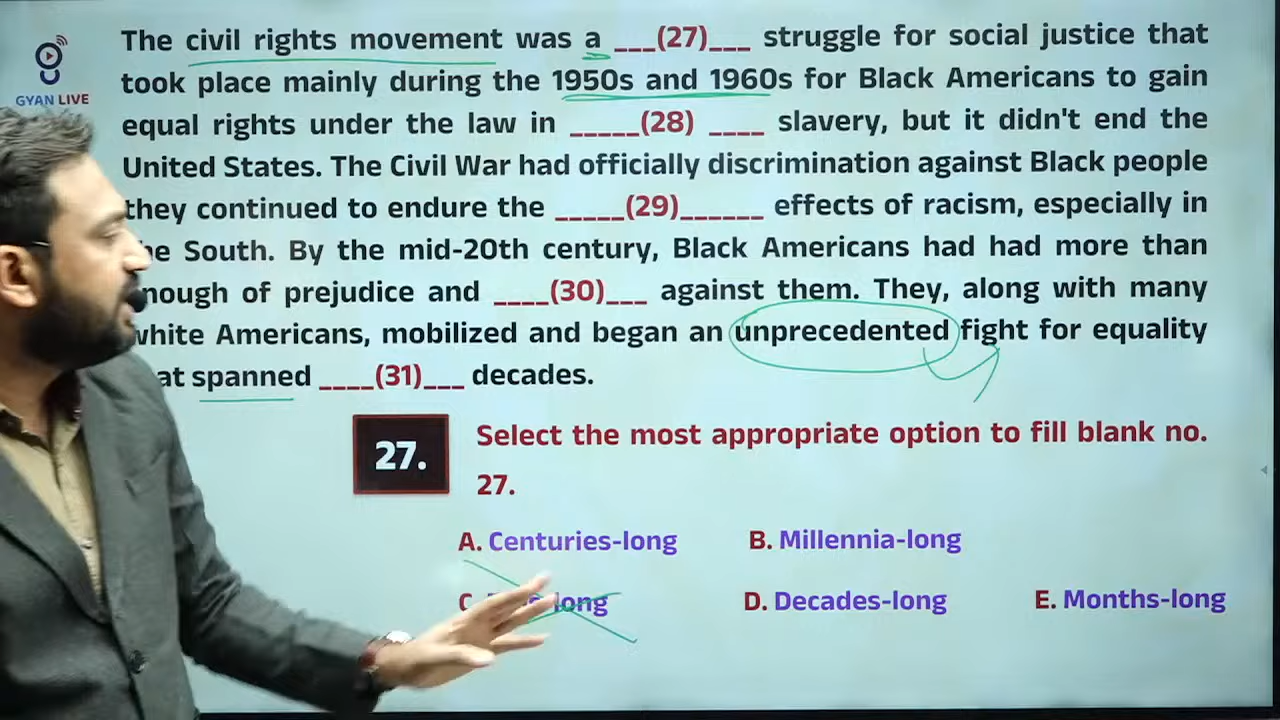 The civil rights movement was a ___(27)___ struggle for social justice that
GYAN LIVE
took place mainly during the 1950s and 1960s for Black Americans to gain
equal rights under the law in _____(28) ____ slavery, but it didn't end the
United States. The Civil War had officially discrimination against Black people
they continued to endure the _____(29)______ effects of racism, especially in
South. By the mid-20th century, Black Americans had had more than
of prejudice and ____(30)___ against them. They, along with many
white Americans, mobilized and began an unprecedented fight for equality
spanned ____(31)___ decades.
27.
Select the most appropriate option to fill blank no.
27.
A. Centuries-long
B. Millennia-long
long
D. Decades-long
E. Months-long